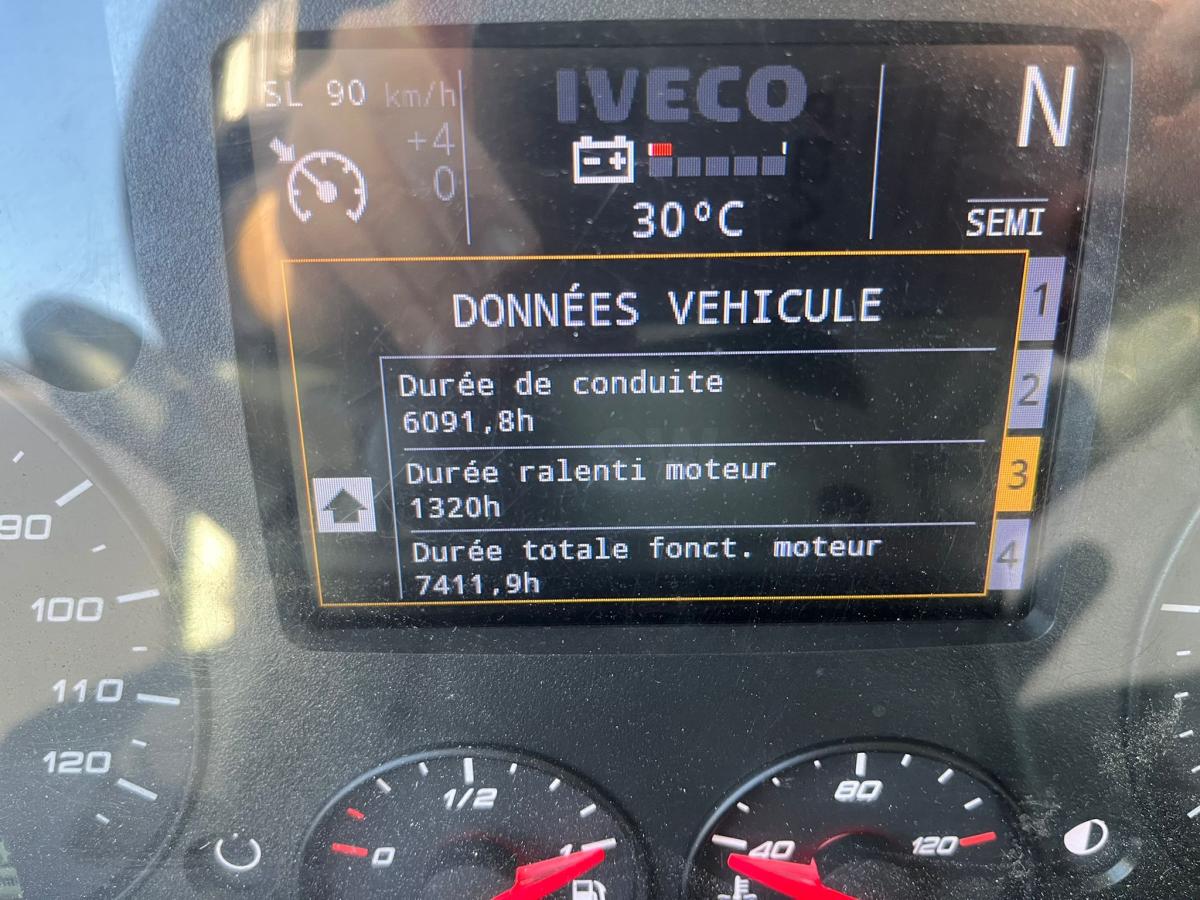 SL 90 km/h
+4
0
IVECO
- +
30°C
N
SEMI
DONNÉES VEHICULE
Durée de conduite
6091,8h
Durée ralenti moteur
1320h
Durée totale fonct. moteur
7411,9h
1
2
3
4
90
100
110
120
0
1/2
1
40
80
120